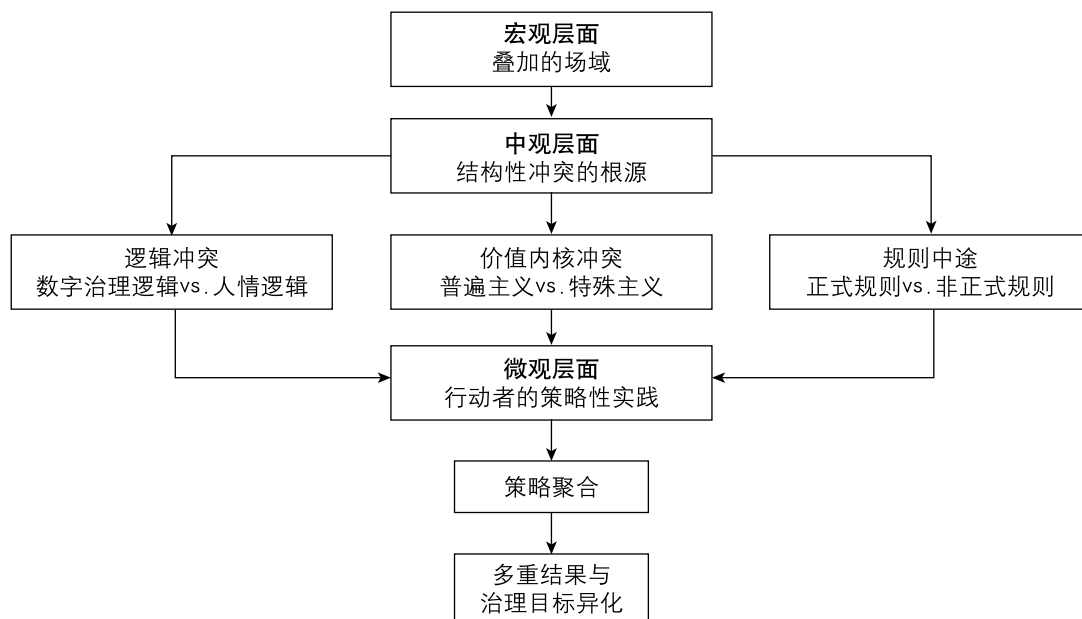 宏观层面
叠加的场域
中观层面
结构性冲突的根源
逻辑冲突
数字治理逻辑vs.人情逻辑
价值内核冲突
普遍主义vs.特殊主义
规则中途
正式规则vs.非正式规则
微观层面
行动者的策略性实践
策略聚合
多重结果与
治理目标异化